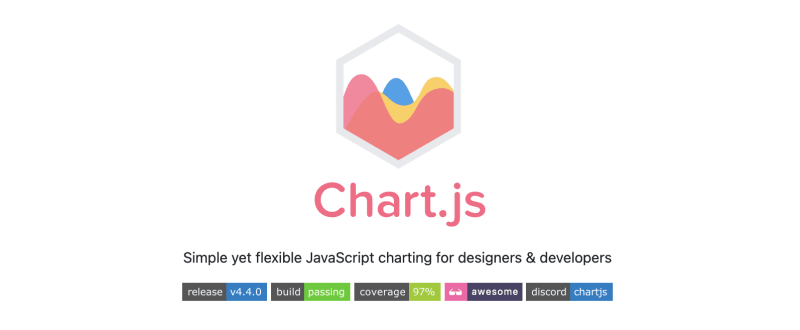 Chart.js
Simple yet flexible JavaScript charting for designers & developers
release v4.4.0 build passing coverage 97% awesome discord chartjs